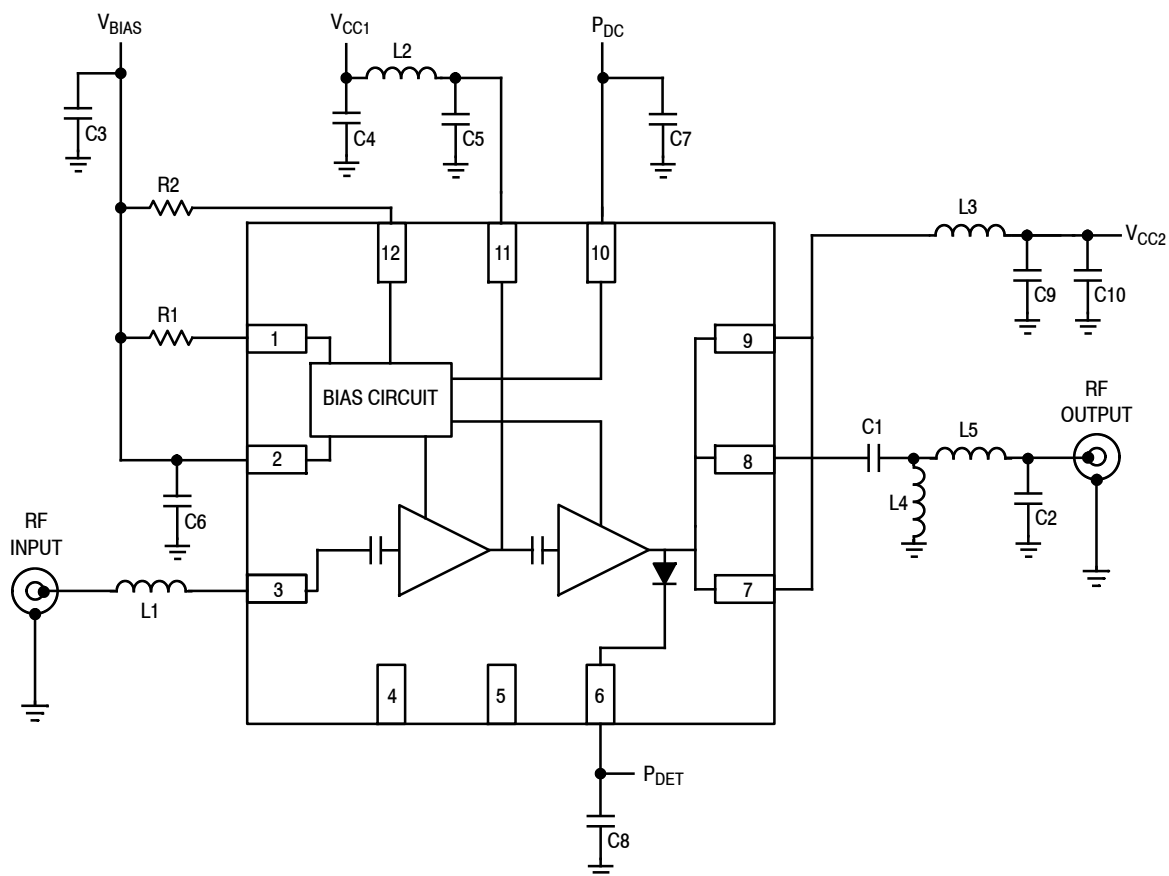 VBIAS
VCC1
PDC
L2
C3
C4
C5
C7
R2
L3
VCC2
12
11
10
C9
C10
R1
1
9
BIAS CIRCUIT
RF
OUTPUT
C1
L5
2
8
L4
C6
C2
RF
INPUT
3
7
L1
4
5
6
PDET
C8